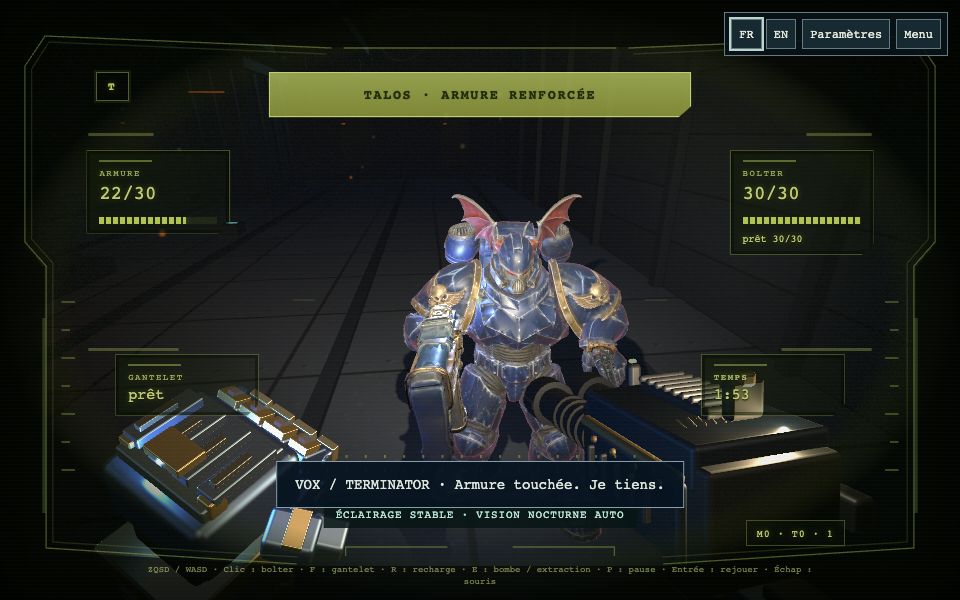 FR EN Paramètres Menu
T
TALOS · ARMURE RENFORCÉE
ARMURE
22/30
BOLTER
30/30
prêt 30/30
GANTELET
prêt
TEMPS
1:53
VOX / TERMINATOR · Armure touchée. Je tiens.
ÉCLAIRAGE STABLE · VISION NOCTURNE AUTO
M0 · T0 · 1
ZQSD / WASD · Clic : bolter · F : gantelet · R : recharge · E : bombe / extraction · P : pause · Entrée : rejouer · Échap :
souris